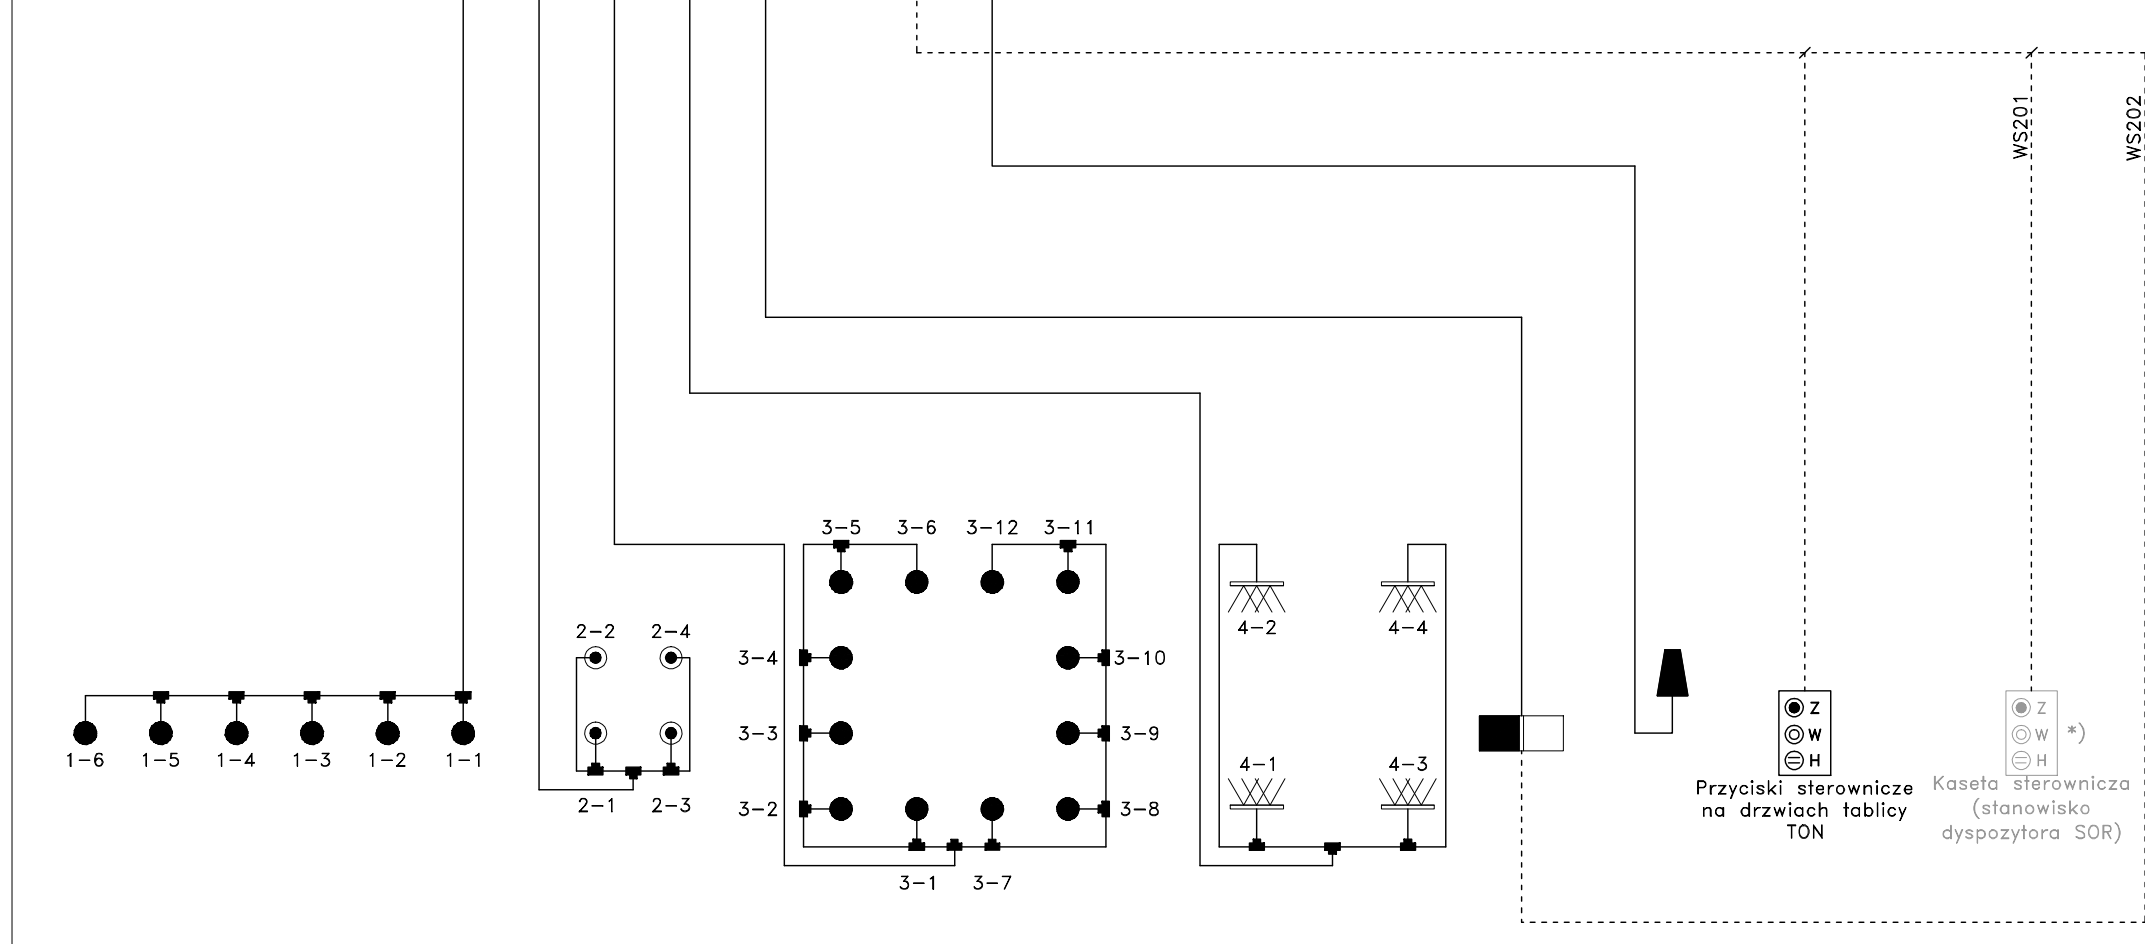 WS201
WS202
3-5 3-6 3-12 3-11
2-2 2-4
4-2 4-4
3-4 3-10
3-3 3-9
1-6 1-5 1-4 1-3 1-2 1-1
4-1 4-3
2-1 2-3
3-2 3-8
3-1 3-7
Z
W
H
Przyciski sterownicze
na drzwiach tablicy
TON
Z
W *)
H
Kaseta sterownicza
(stanowisko
dyspozytora SOR)